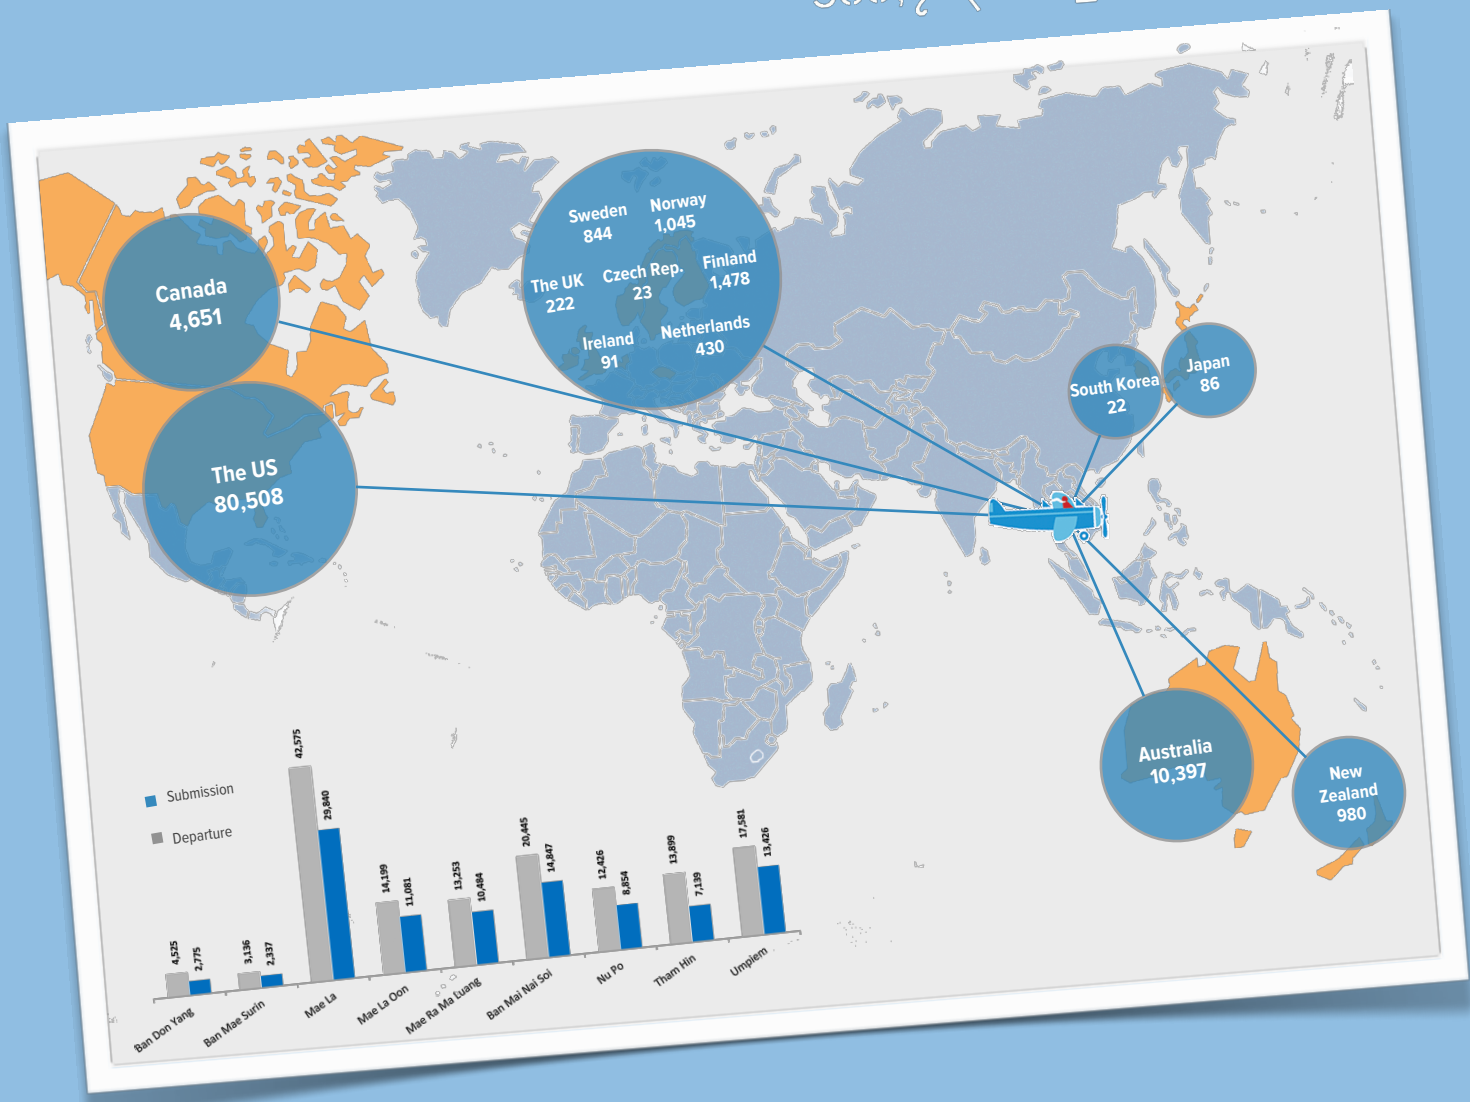 Canada
4,651
The US
80,508
Sweden
844
Norway
1,045
The UK
222
Czech Rep.
23
Finland
1,478
Ireland
91
Netherlands
430
South Korea
22
Japan
86
Australia
10,397
New
Zealand
980
Submission
Departure
4,525
2,775
3,136
2,337
42,575
29,840
14,199
11,081
13,253
10,484
20,445
14,847
12,426
8,854
13,899
7,139
17,581
13,426
Ban Don Yang
Ban Mae Surin
Mae La
Mae La Oon
Mae Ra Ma Luang
Ban Mai Nai Soi
Nu Po
Tham Hin
Umpiem